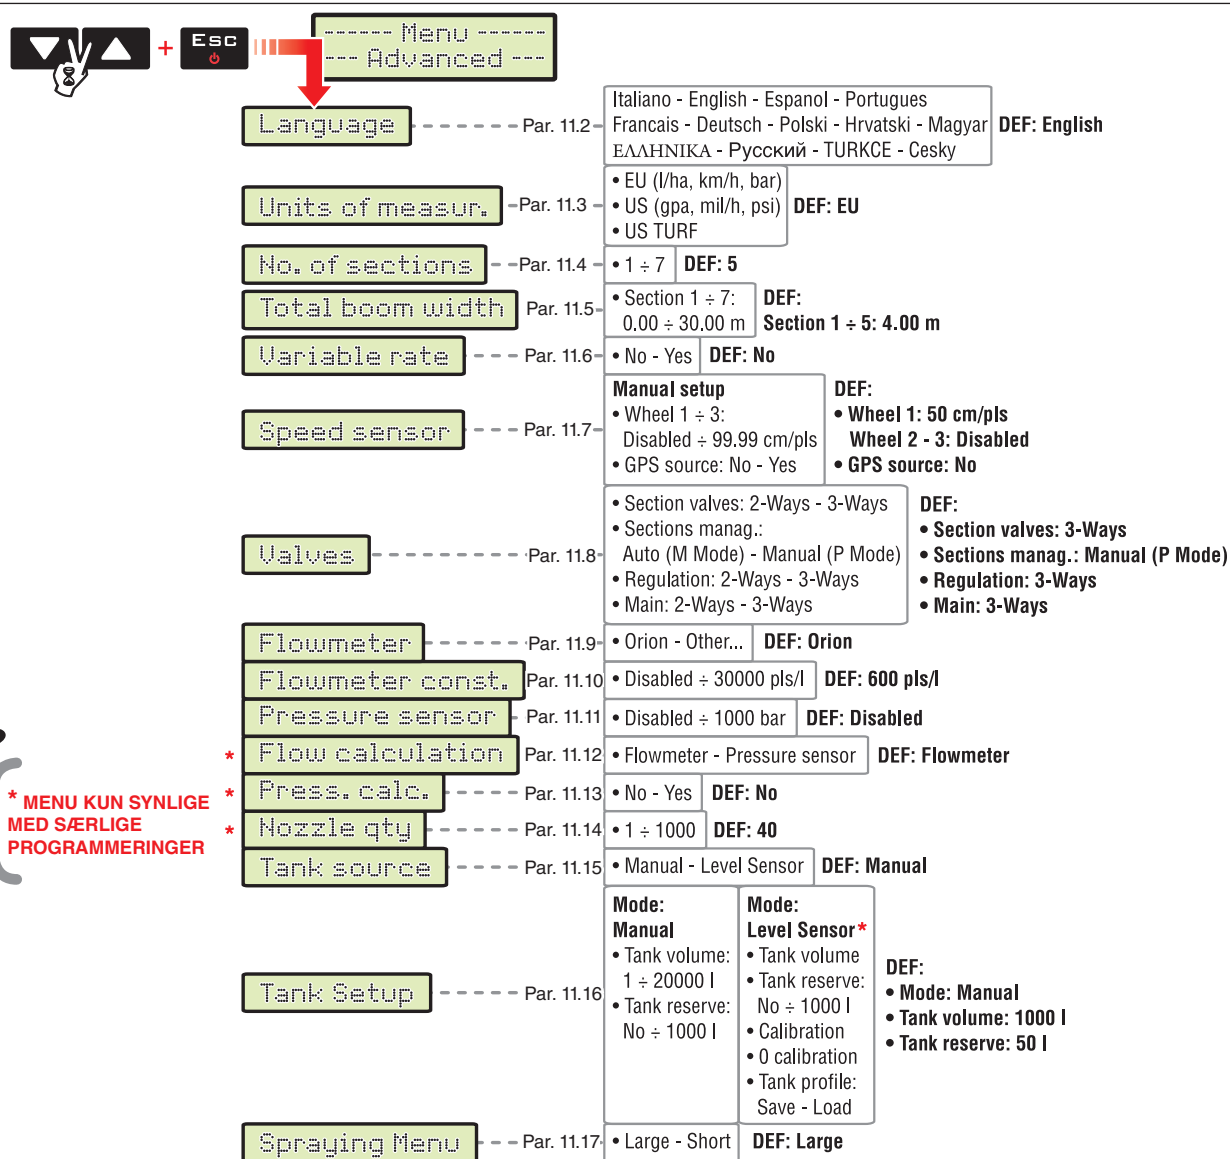 Esc
------ Menu ------
--- Advanced ---
Language
Par. 11.2
Italiano - English - Espanol - Portugues
Francais - Deutsch - Polski - Hrvatski - Magyar
ΕΛΛΗΝΙΚΑ - Русский - TURKCE - Cesky
DEF: English
Units of measur.
Par. 11.3
• EU (l/ha, km/h, bar)
• US (gpa, mil/h, psi)
• US TURF
DEF: EU
No. of sections
Par. 11.4
• 1 ÷ 7
DEF: 5
Total boom width
Par. 11.5
• Section 1 ÷ 7:
0.00 ÷ 30.00 m
DEF:
Section 1 ÷ 5: 4.00 m
Variable rate
Par. 11.6
• No - Yes
DEF: No
Speed sensor
Par. 11.7
Manual setup
• Wheel 1 ÷ 3:
Disabled ÷ 99.99 cm/pls
• GPS source: No - Yes
DEF:
• Wheel 1: 50 cm/pls
Wheel 2 - 3: Disabled
• GPS source: No
Valves
Par. 11.8
• Section valves: 2-Ways - 3-Ways
• Sections manag.:
Auto (M Mode) - Manual (P Mode)
• Regulation: 2-Ways - 3-Ways
• Main: 2-Ways - 3-Ways
DEF:
• Section valves: 3-Ways
• Sections manag.: Manual (P Mode)
• Regulation: 3-Ways
• Main: 3-Ways
Flowmeter
Par. 11.9
• Orion - Other...
DEF: Orion
Flowmeter const.
Par. 11.10
• Disabled ÷ 30000 pls/l
DEF: 600 pls/l
Pressure sensor
Par. 11.11
• Disabled ÷ 1000 bar
DEF: Disabled
* Flow calculation
Par. 11.12
• Flowmeter - Pressure sensor
DEF: Flowmeter
* Press. calc.
Par. 11.13
• No - Yes
DEF: No
* Nozzle qty
Par. 11.14
• 1 ÷ 1000
DEF: 40
* MENU KUN SYNLIGE
MED SÆRLIGE
PROGRAMMERINGER
Tank source
Par. 11.15
• Manual - Level Sensor
DEF: Manual
Tank Setup
Par. 11.16
Mode:
Manual
• Tank volume:
1 ÷ 20000 l
• Tank reserve:
No ÷ 1000 l
Mode:
Level Sensor*
• Tank volume
• Tank reserve:
No ÷ 1000 l
• Calibration
• 0 calibration
• Tank profile:
Save - Load
DEF:
• Mode: Manual
• Tank volume: 1000 l
• Tank reserve: 50 l
Spraying Menu
Par. 11.17
• Large - Short
DEF: Large